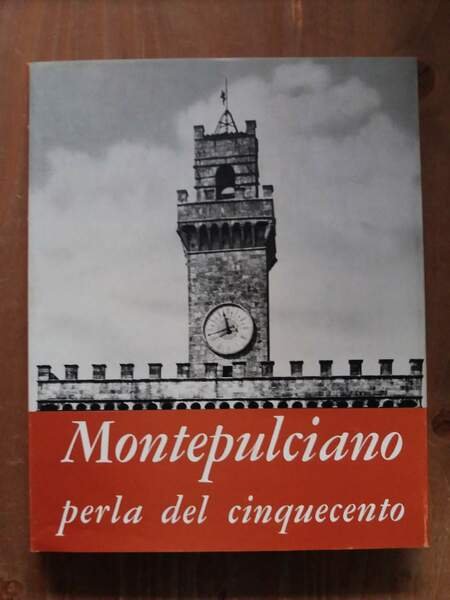 Montepulciano
perla del cinquecento